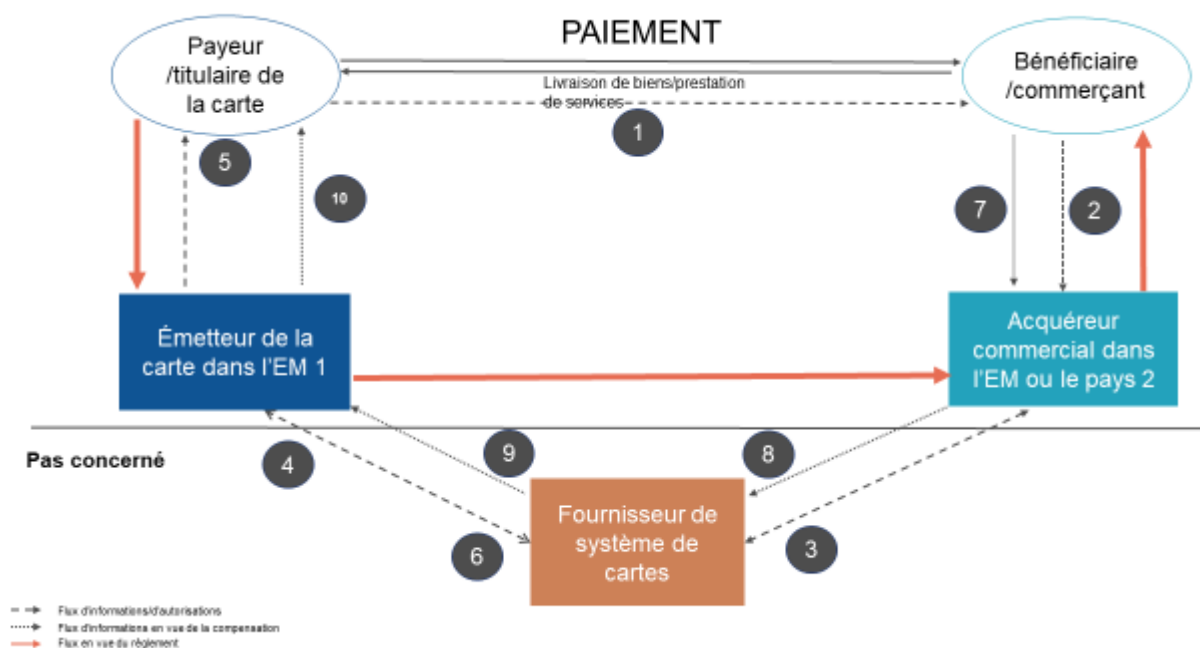 PAIEMENT
Payeur
/titulaire de
la carte
Livraison de biens/prestation
de services
Bénéficiaire
/commerçant
1
5
10
7
2
Émetteur de la
carte dans l'EM 1
Acquéreur
commercial dans
l'EM ou le pays 2
Pas concerné
4
9
8
Fournisseur de
système de
cartes
6
3
Flux d'informations/d'autorisations
Flux d'informations en vue de la compensation
Flux en vue du règlement